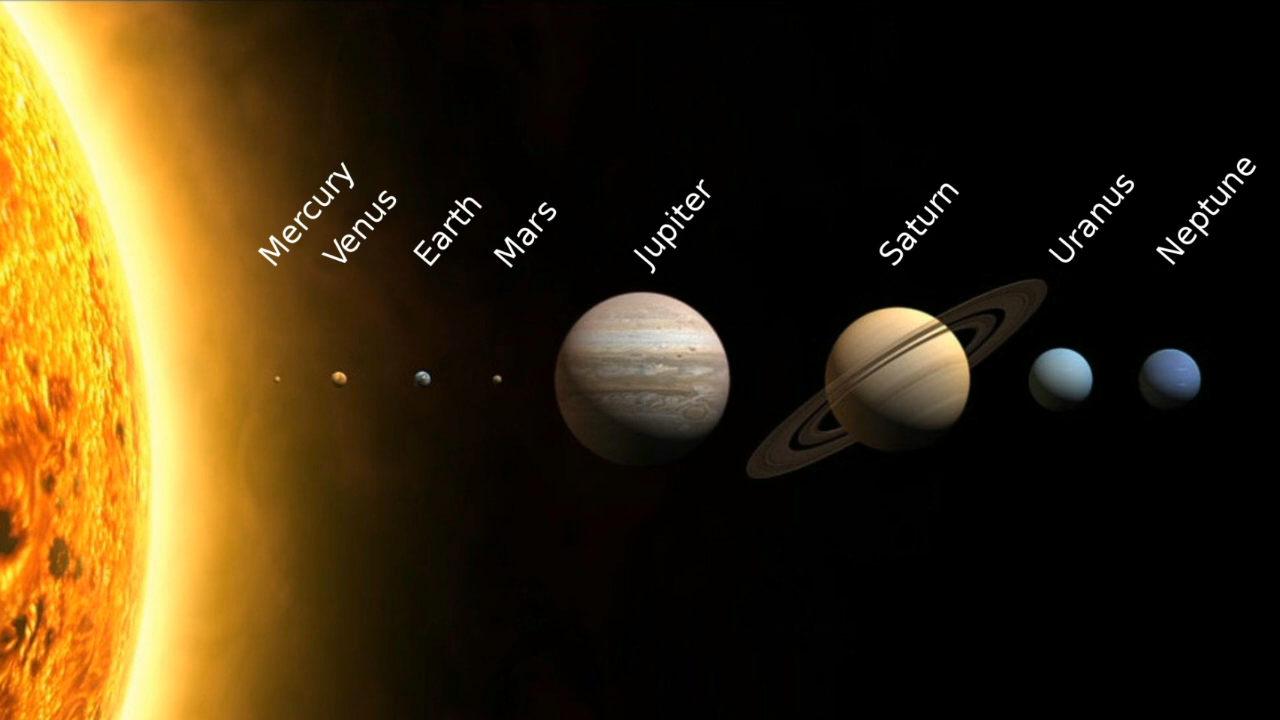 Mercury
Venus
Earth
Mars
Jupiter
Saturn
Uranus
Neptune